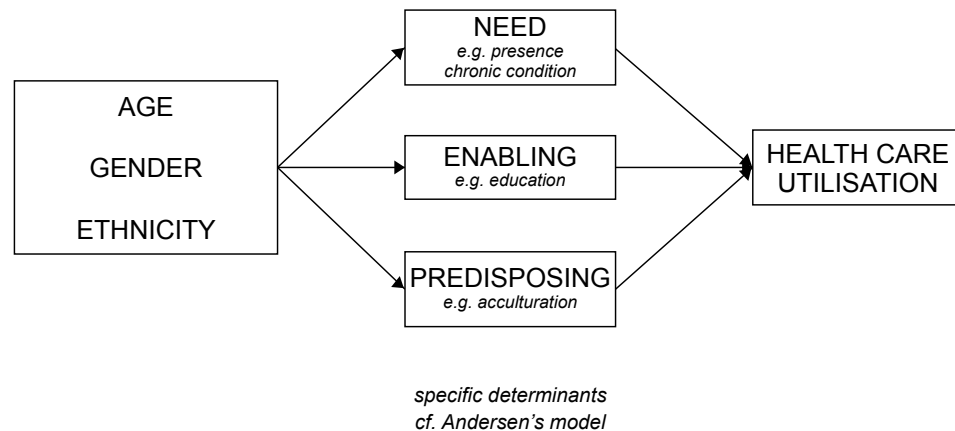 AGE
GENDER
ETHNICITY
NEED
e.g. presence
chronic condition
ENABLING
e.g. education
PREDISPOSING
e.g. acculturation
HEALTH CARE
UTILISATION
specific determinants
cf. Andersen's model